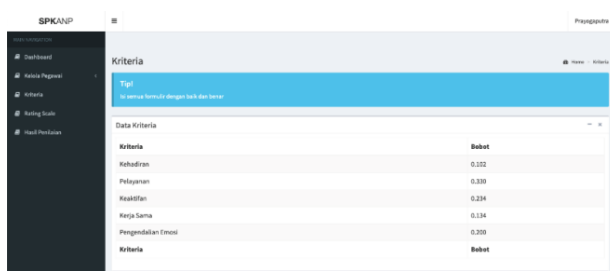 SPKANP
Prayogaputra
Dashboard
Kelola Pegawai
Kriteria
Rating Scale
Hasil Penilaian
Kriteria
Home > Kriteria
Tip!
Isi semua formulir dengan baik dan benar
Data Kriteria
Kriteria Bobot
Kehadiran 0.102
Pelayanan 0.330
Keaktifan 0.234
Kerja Sama 0.134
Pengendalian Emosi 0.200
Kriteria Bobot